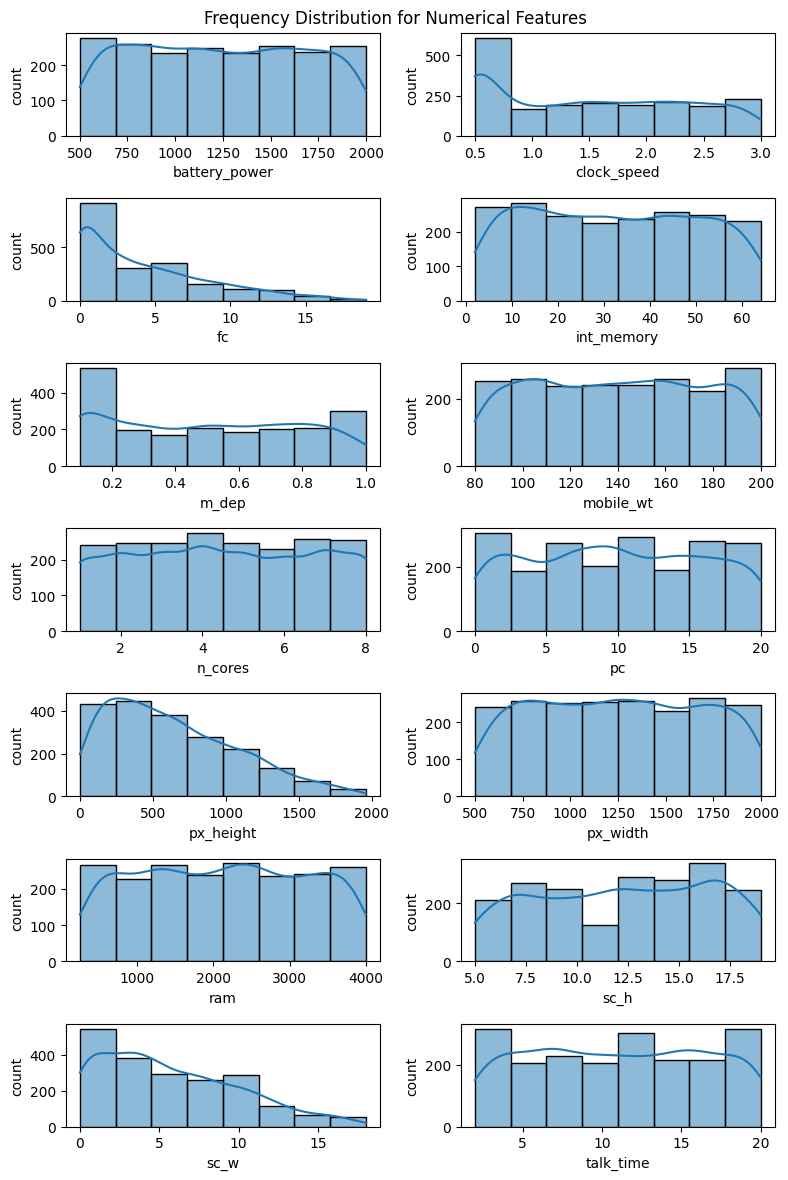 Frequency Distribution for Numerical Features
count
200
100
0
500 750 1000 1250 1500 1750 2000
battery_power
count
500
250
0
0.5 1.0 1.5 2.0 2.5 3.0
clock_speed
count
500
0
0 5 10 15
fc
count
200
100
0
0 10 20 30 40 50 60
int_memory
count
400
200
0
0.2 0.4 0.6 0.8 1.0
m_dep
count
200
0
80 100 120 140 160 180 200
mobile_wt
count
200
100
0
2 4 6 8
n_cores
count
200
0
0 5 10 15 20
pc
count
400
200
0
0 500 1000 1500 2000
px_height
count
200
100
0
500 750 1000 1250 1500 1750 2000
px_width
count
200
100
0
1000 2000 3000 4000
ram
count
200
0
5.0 7.5 10.0 12.5 15.0 17.5
sc_h
count
400
200
0
0 5 10 15
sc_w
count
200
0
5 10 15 20
talk_time